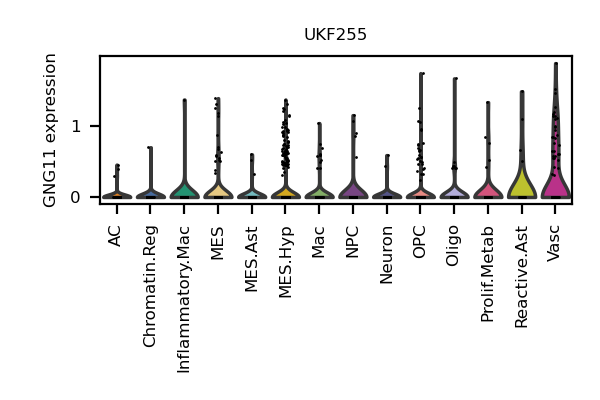 UKF255
GNG11 expression
1
0
AC
Chromatin.Reg
Inflammatory.Mac
MES
MES.Ast
MES.Hyp
Mac
NPC
Neuron
OPC
Oligo
Prolif.Metab
Reactive.Ast
Vasc